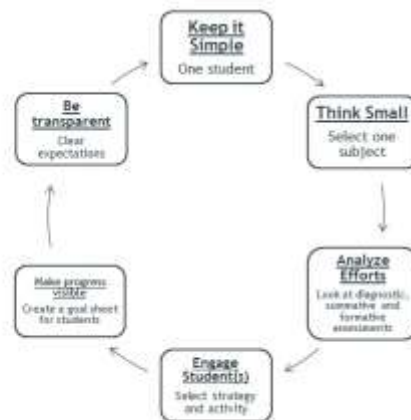 Keep it
Simple
One student
Think Small
Select one
subject
Analyze
Efforts
Look at diagnostic,
summative and
formative
assessments
Engage
Student(s)
Select strategy
and activity
Make progress
visible
Create a goal sheet
for students
Be
transparent
Clear
expectations